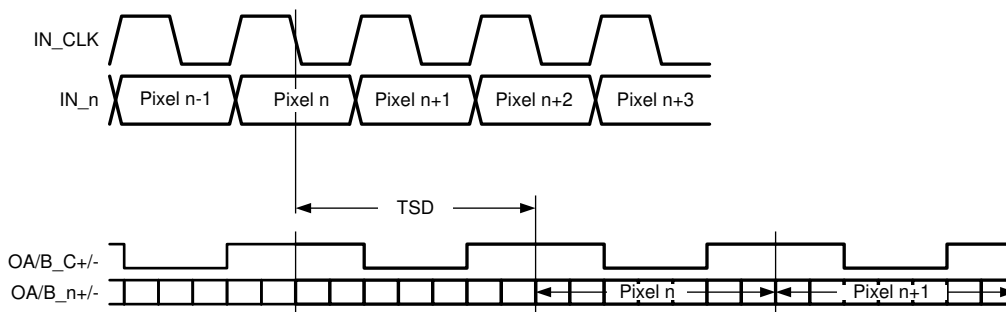 IN_CLK
IN_n
Pixel n-1
Pixel n
Pixel n+1
Pixel n+2
Pixel n+3
TSD
OA/B_C+/-
OA/B_n+/-
Pixel n
Pixel n+1